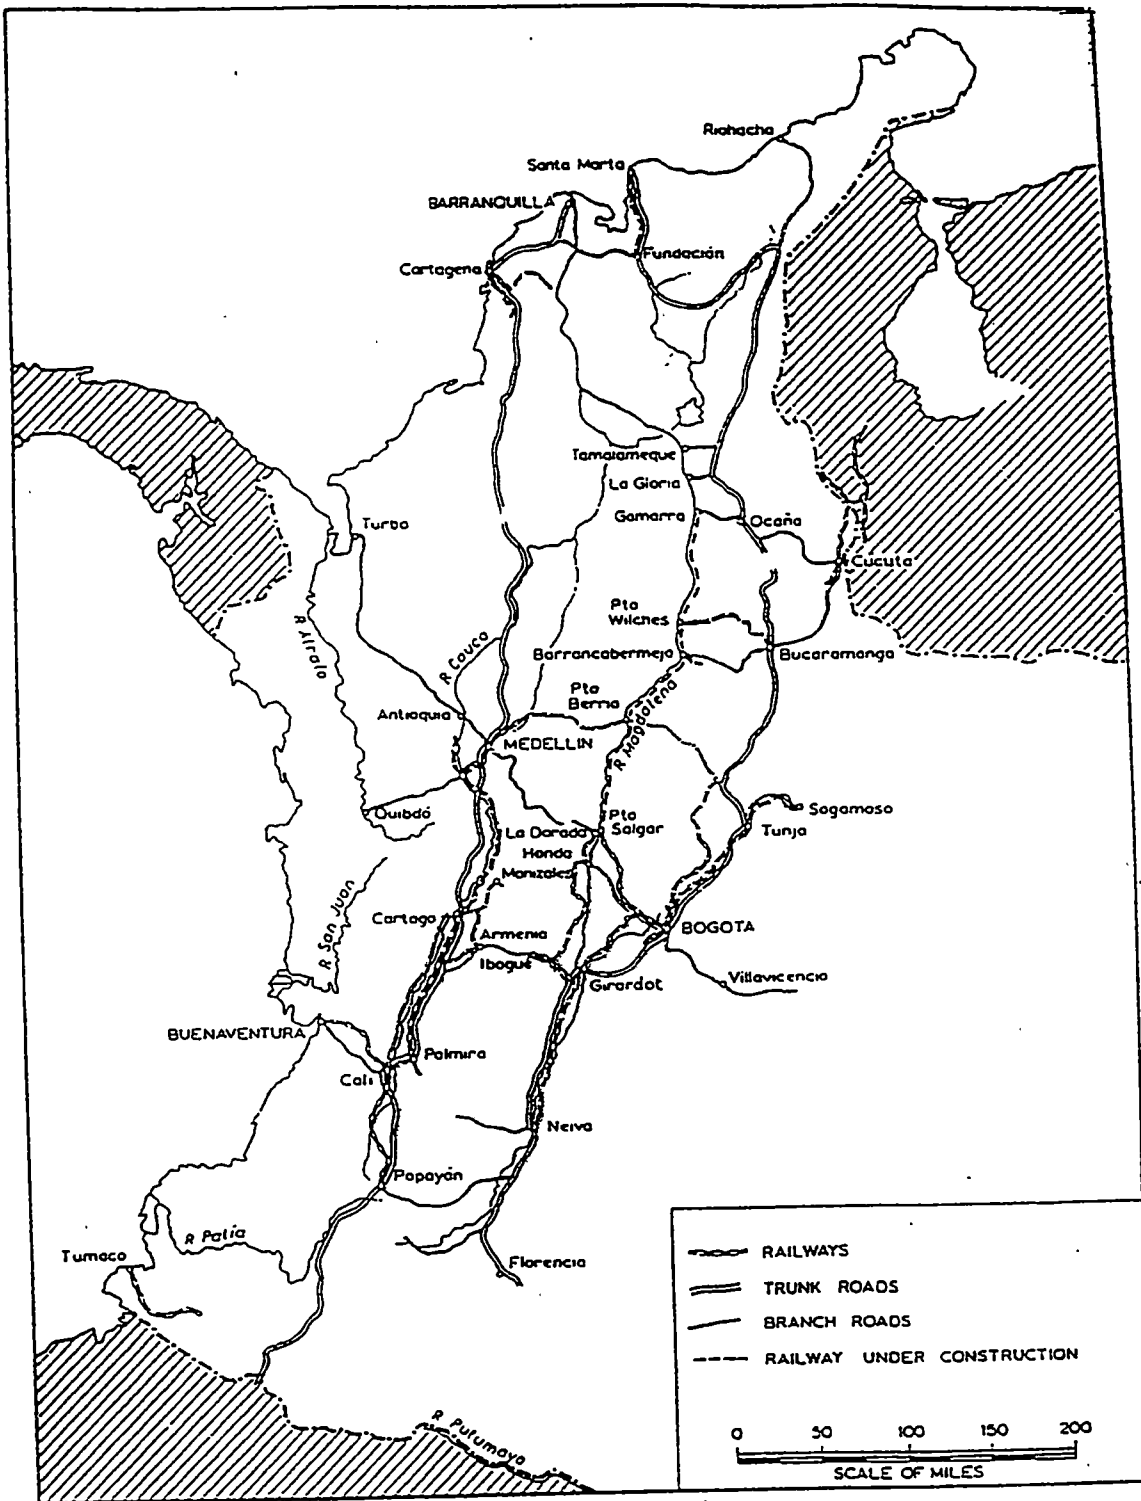 Riohacha
Santa Marta
BARRANQUILLA
Fundación
Cartagena
Tamalameque
La Gloria
Gamarra
Ocaña
Turbo
Cucuta
Pto
Wilches
R Atrato
R Cauca
Barrancabermeja
Bucaramanga
Pto
Berrio
R Magdalena
Antioquia
MEDELLIN
Quibdó
Sogamoso
La Dorada
Pto
Salgar
Tunja
Honda
Manizales
R San Juan
Cartago
BOGOTA
Armenia
Ibogué
Girardot
Villavicencio
BUENAVENTURA
Palmira
Cali
Neiva
Popayán
R Patía
Tumaco
Florencia
R Putumayo
RAILWAYS
TRUNK ROADS
BRANCH ROADS
RAILWAY UNDER CONSTRUCTION
0 50 100 150 200
SCALE OF MILES